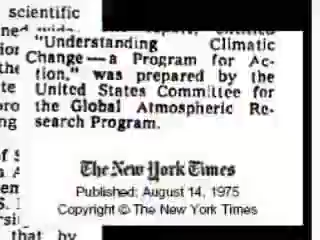 scientific
"Understanding Climatic
Change—a Program for Ac-
tion," was prepared by the
United States Committee for
the Global Atmospheric Re-
search Program.
The New York Times
Published: August 14, 1975
Copyright © The New York Times
that by